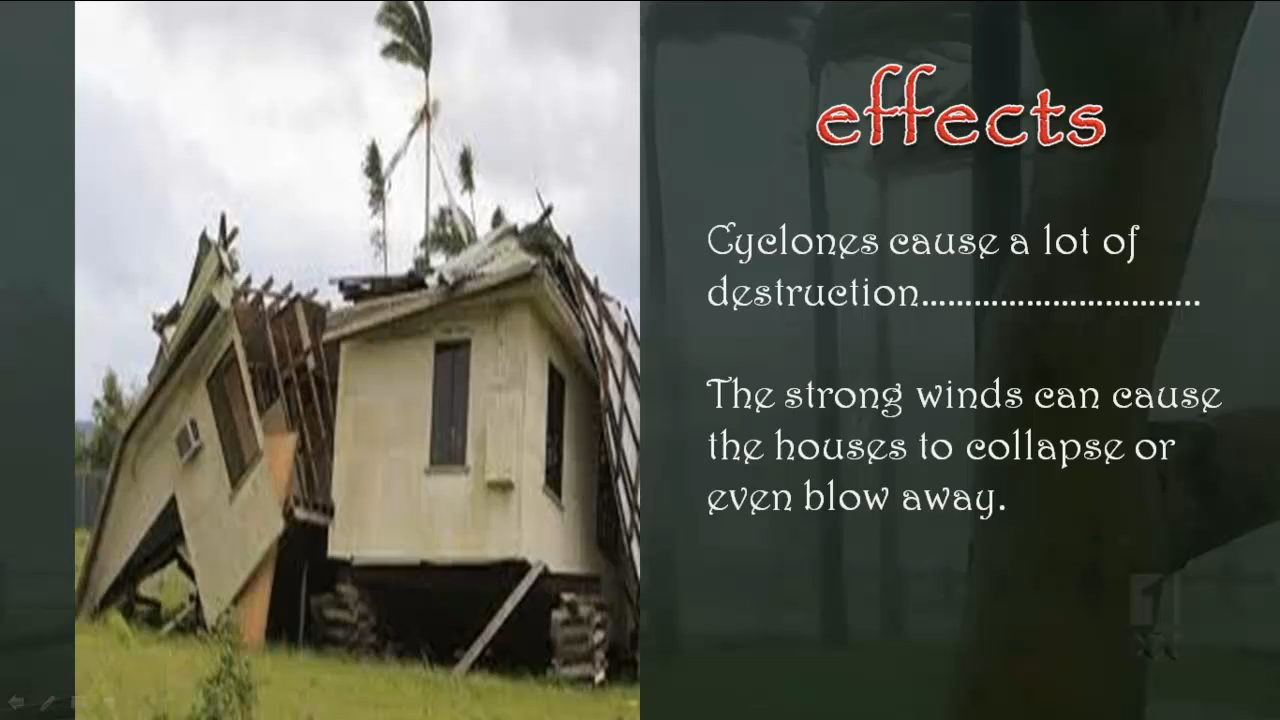 effects
Cyclones cause a lot of
destruction................................
The strong winds can cause
the houses to collapse or
even blow away.